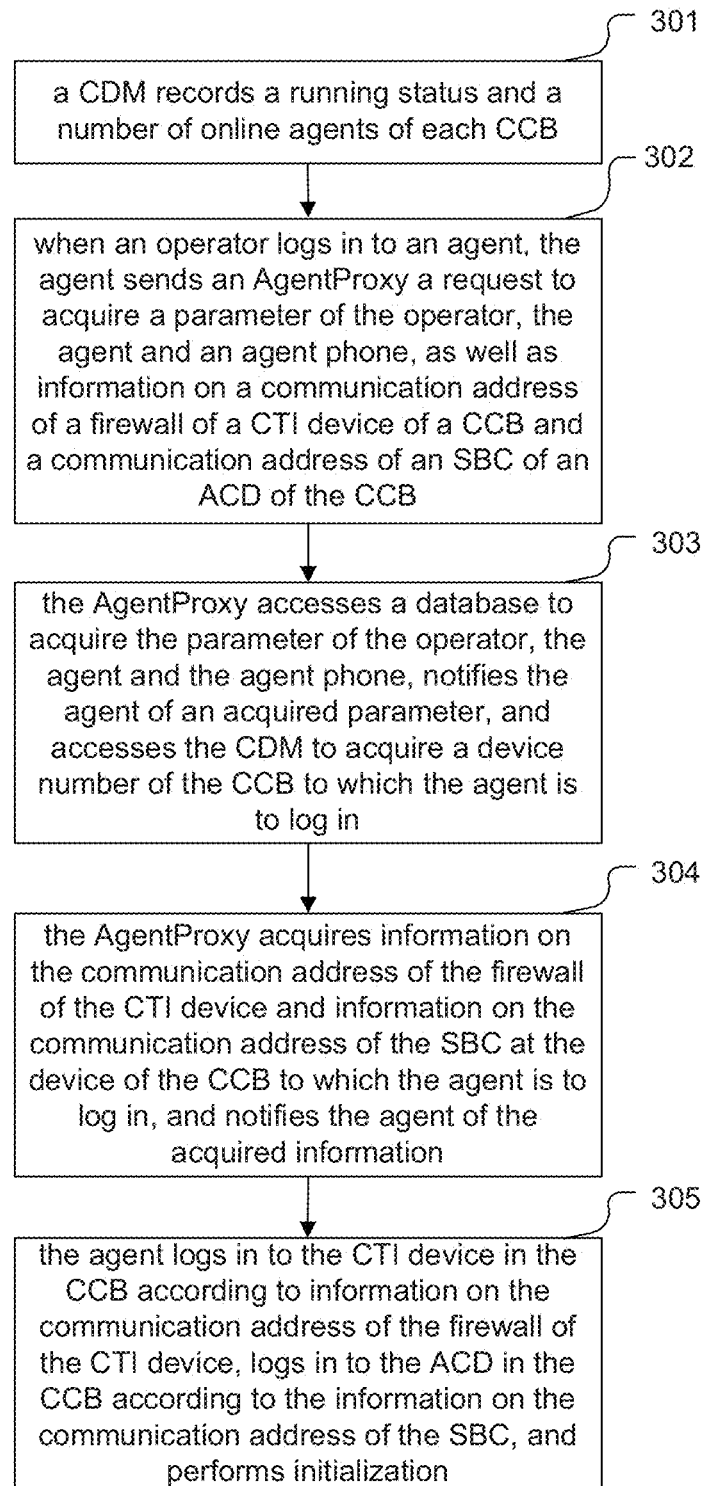 301
a CDM records a running status and a
number of online agents of each CCB
302
when an operator logs in to an agent, the
agent sends an AgentProxy a request to
acquire a parameter of the operator, the
agent and an agent phone, as well as
information on a communication address
of a firewall of a CTI device of a CCB and
a communication address of an SBC of an
ACD of the CCB
303
the AgentProxy accesses a database to
acquire the parameter of the operator, the
agent and the agent phone, notifies the
agent of an acquired parameter, and
accesses the CDM to acquire a device
number of the CCB to which the agent is
to log in
304
the AgentProxy acquires information on
the communication address of the firewall
of the CTI device and information on the
communication address of the SBC at the
device of the CCB to which the agent is to
log in, and notifies the agent of the
acquired information
305
the agent logs in to the CTI device in the
CCB according to information on the
communication address of the firewall of
the CTI device, logs in to the ACD in the
CCB according to the information on the
communication address of the SBC, and
performs initialization